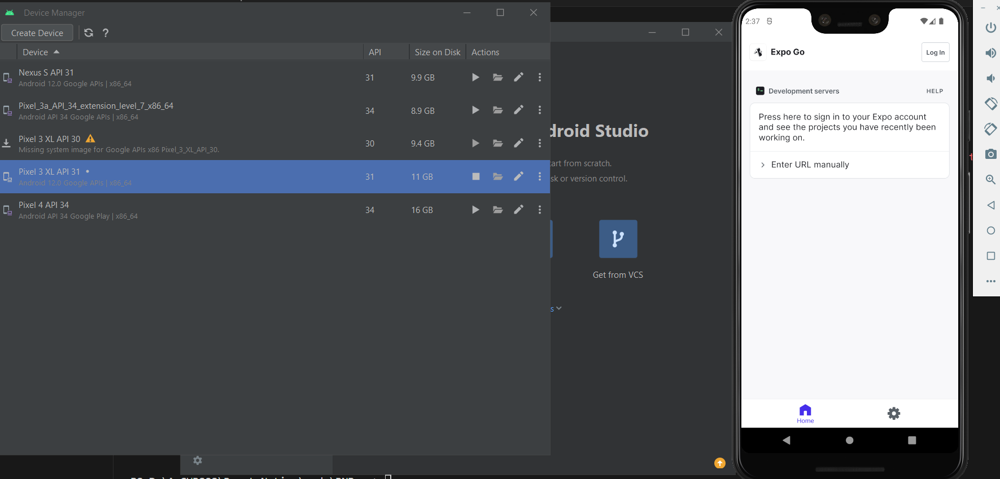 Device Manager
Create Device
?
Device API Size on Disk Actions
Nexus S API 31
Android 12.0 Google APIs | x86_64
31 9.9 GB
Pixel_3a_API_34_extension_level_7_x86_64
Android API 34 Google APIs | x86_64
34 8.9 GB
Pixel 3 XL API 30
Missing system image for Google APIs x86 Pixel_3_XL_API_30.
30 9.4 GB
Pixel 3 XL API 31 •
Android 12.0 Google APIs | x86_64
31 11 GB
Pixel 4 API 34
Android API 34 Google Play | x86_64
34 16 GB
droid Studio
art from scratch.
sk or version control.
Get from VCS
s
2:37
Expo Go
Log In
Development servers
HELP
Press here to sign in to your Expo account
and see the projects you have recently been
working on.
Enter URL manually
Home